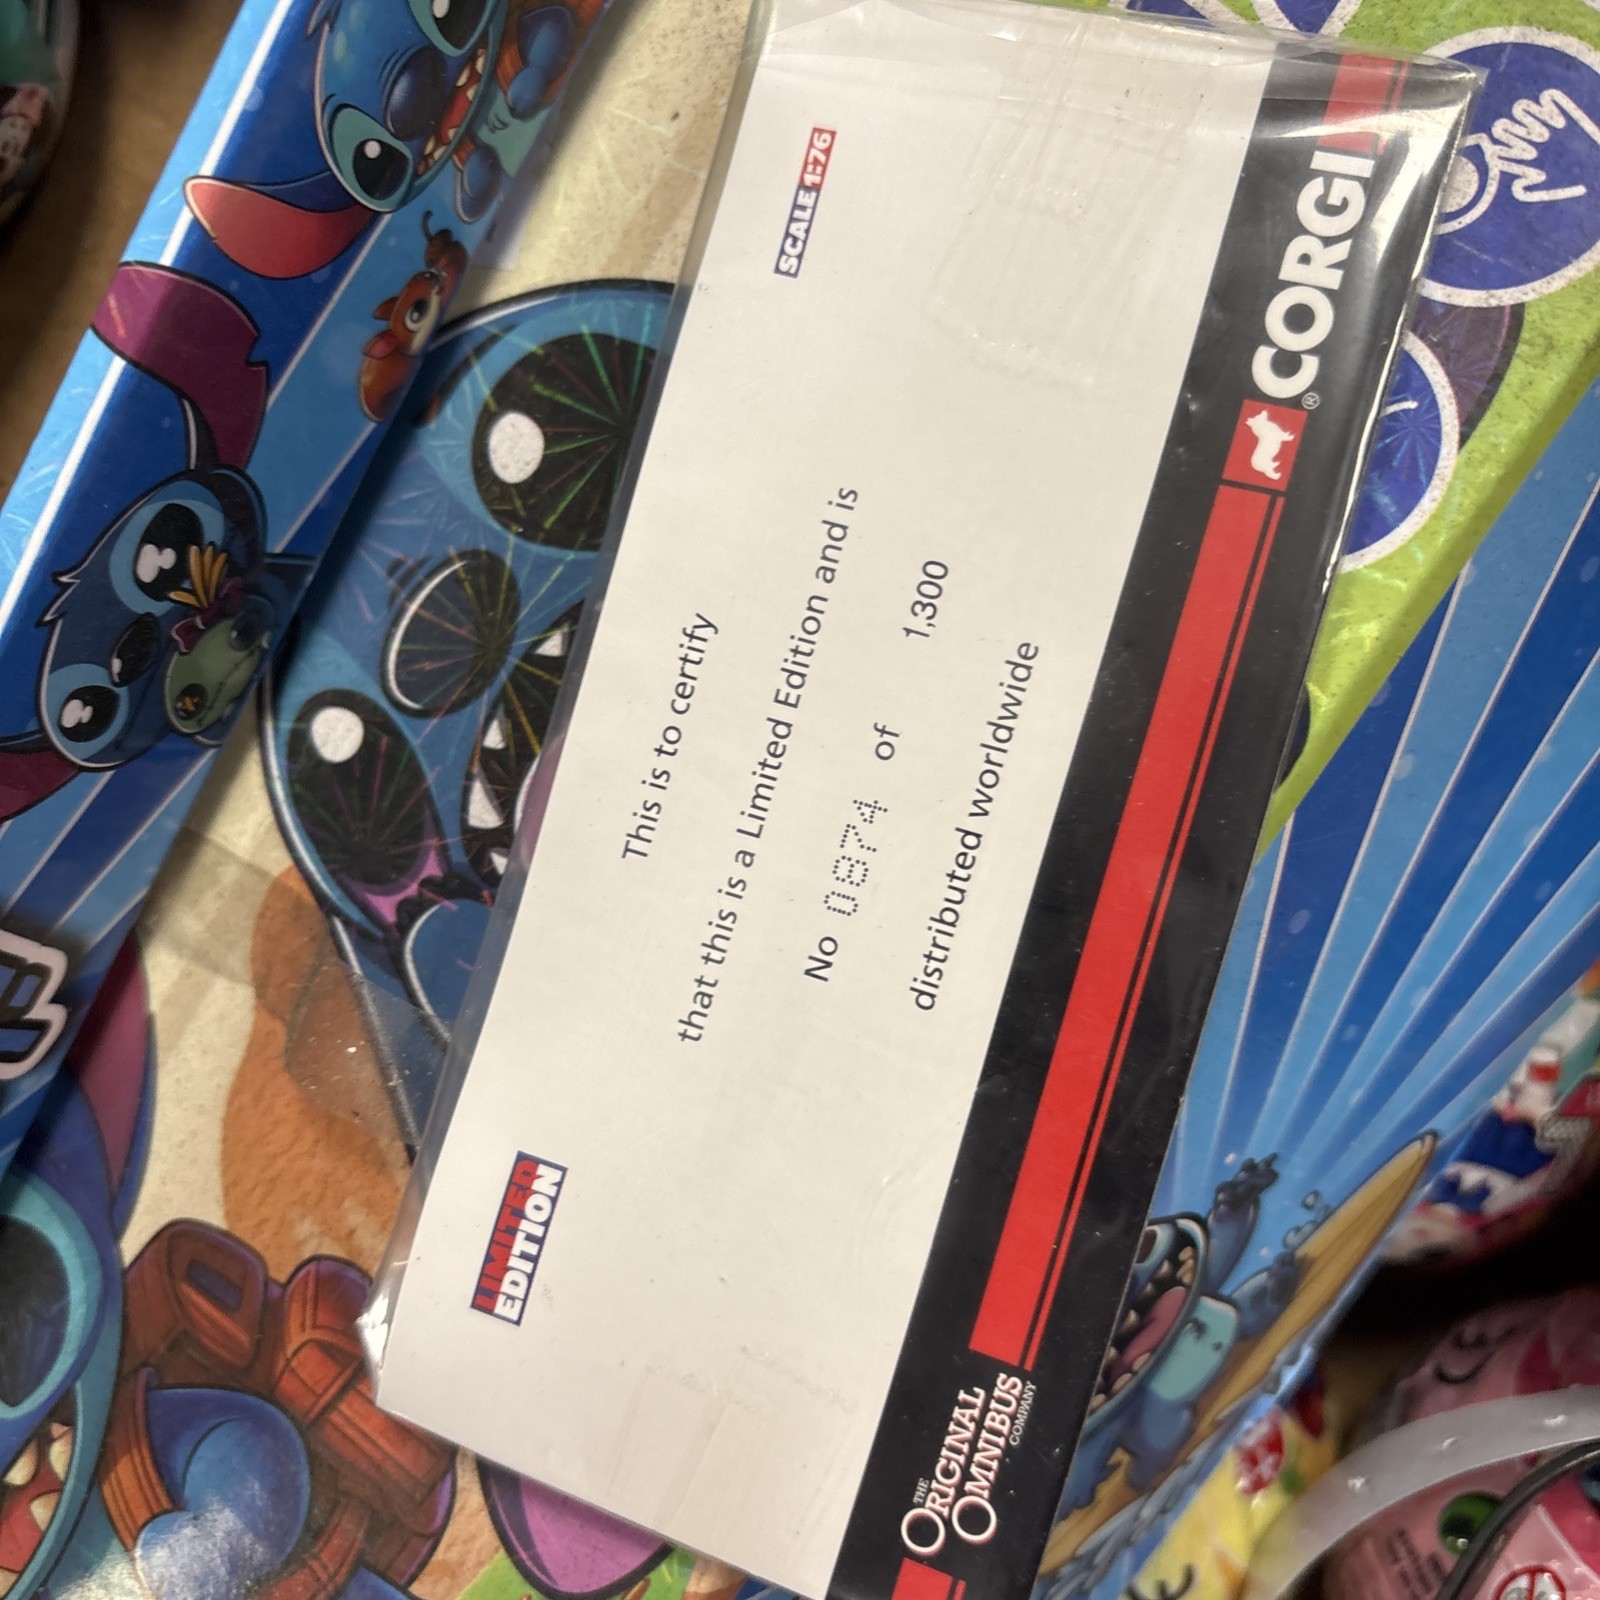 SCALE 1:76
This is to certify
that this is a Limited Edition and is
No 0874 of 1,300
distributed worldwide
LIMITED
EDITION
THE
ORIGINAL
OMNIBUS
COMPANY
CORGI®